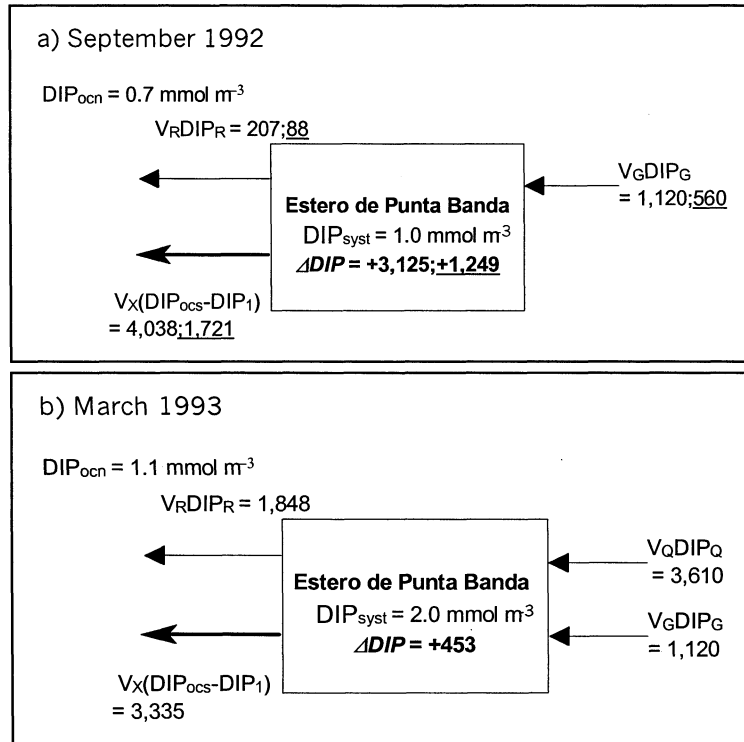 a) September 1992
DIPocn = 0.7 mmol m-3
VRDIPR = 207;88
VGDIPG
= 1,120;560
Estero de Punta Banda
DIPsyst = 1.0 mmol m-3
ΔDIP = +3,125;+1,249
VX(DIPocs-DIP1)
= 4,038;1,721
b) March 1993
DIPocn = 1.1 mmol m-3
VRDIPR = 1,848
VQDIPQ
= 3,610
Estero de Punta Banda
DIPsyst = 2.0 mmol m-3
ΔDIP = +453
VGDIPG
= 1,120
VX(DIPocs-DIP1)
= 3,335